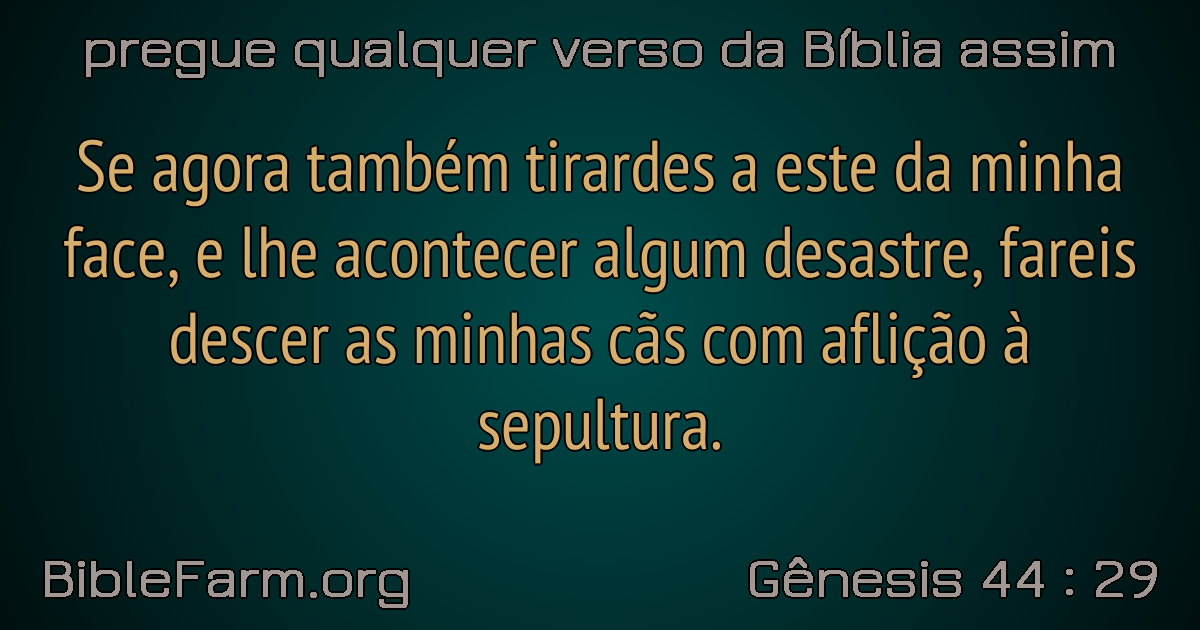 pregue qualquer verso da Bíblia assim
Se agora também tirardes a este da minha
face, e lhe acontecer algum desastre, fareis
descer as minhas cãs com aflição à
sepultura.
BibleFarm.org
Gênesis 44 : 29